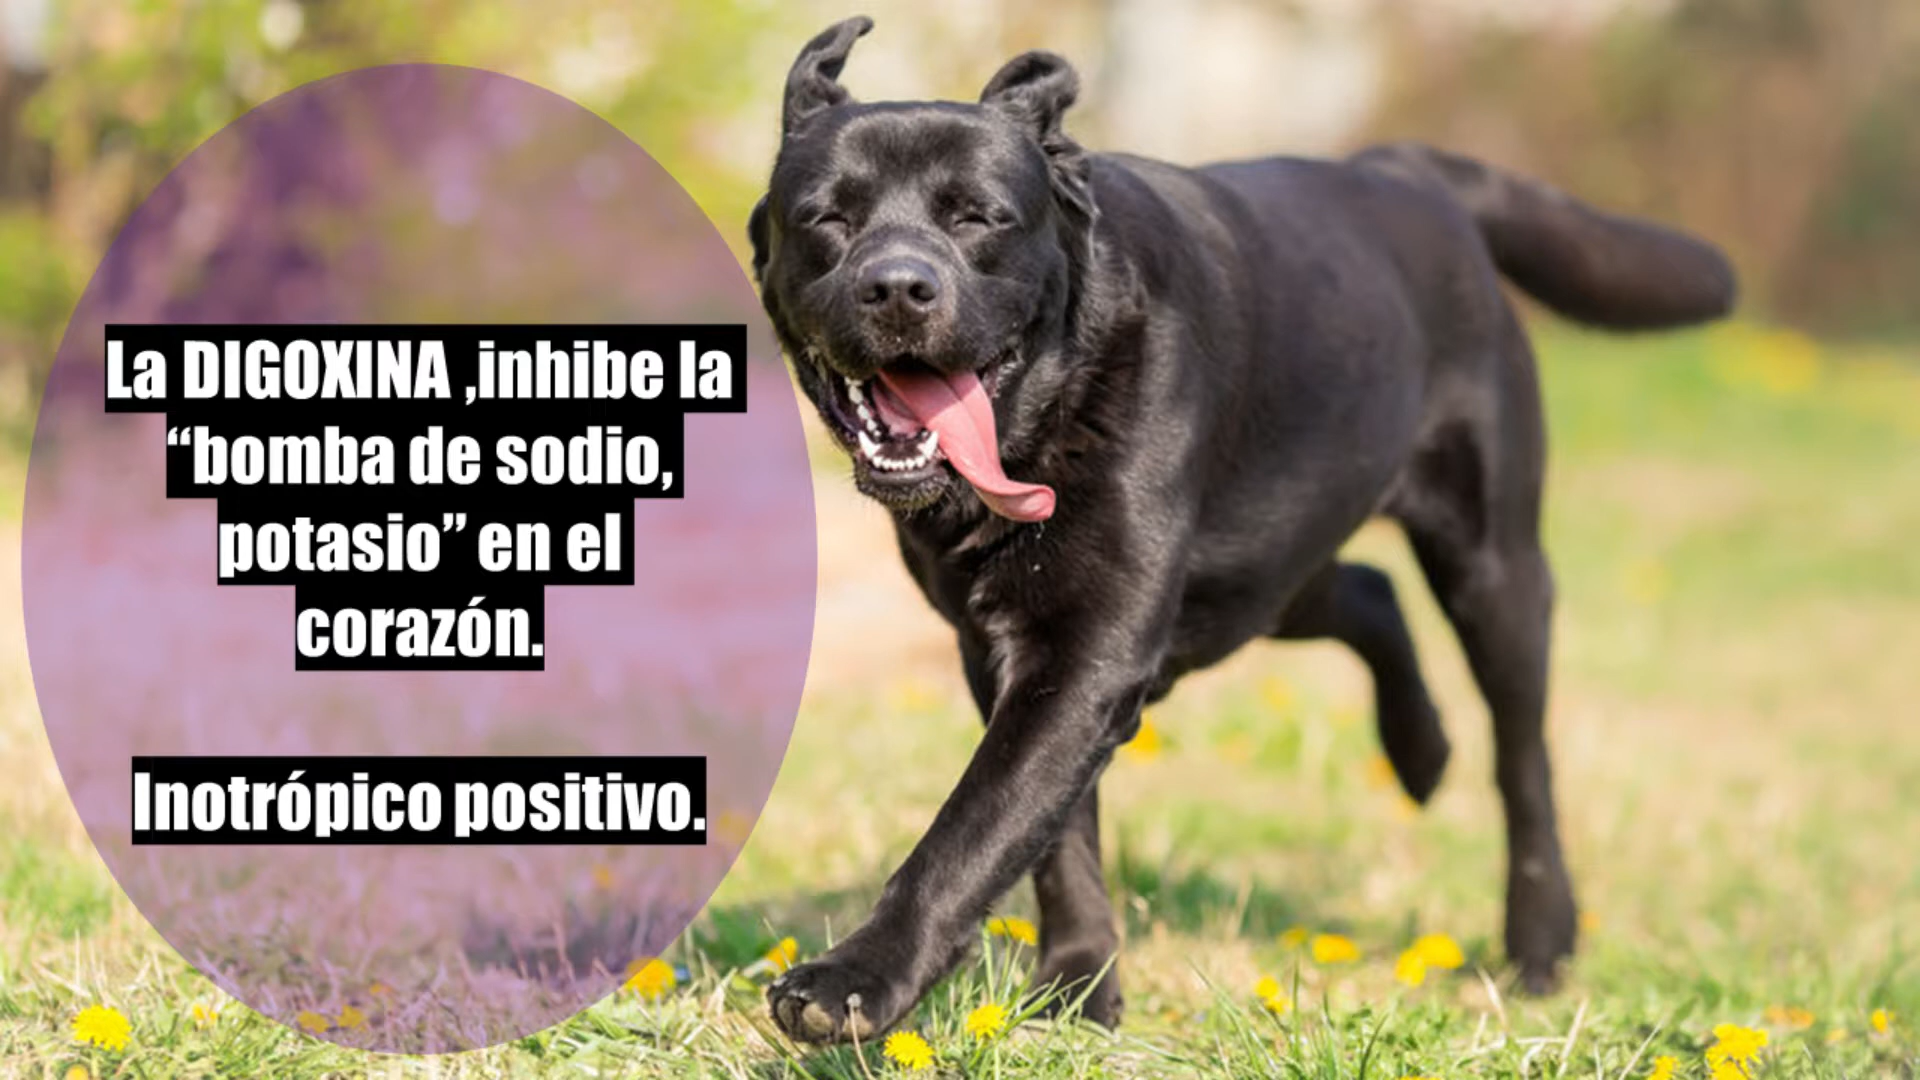 La DIGOXINA ,inhibe la
“bomba de sodio,
potasio” en el
corazón.
Inotrópico positivo.